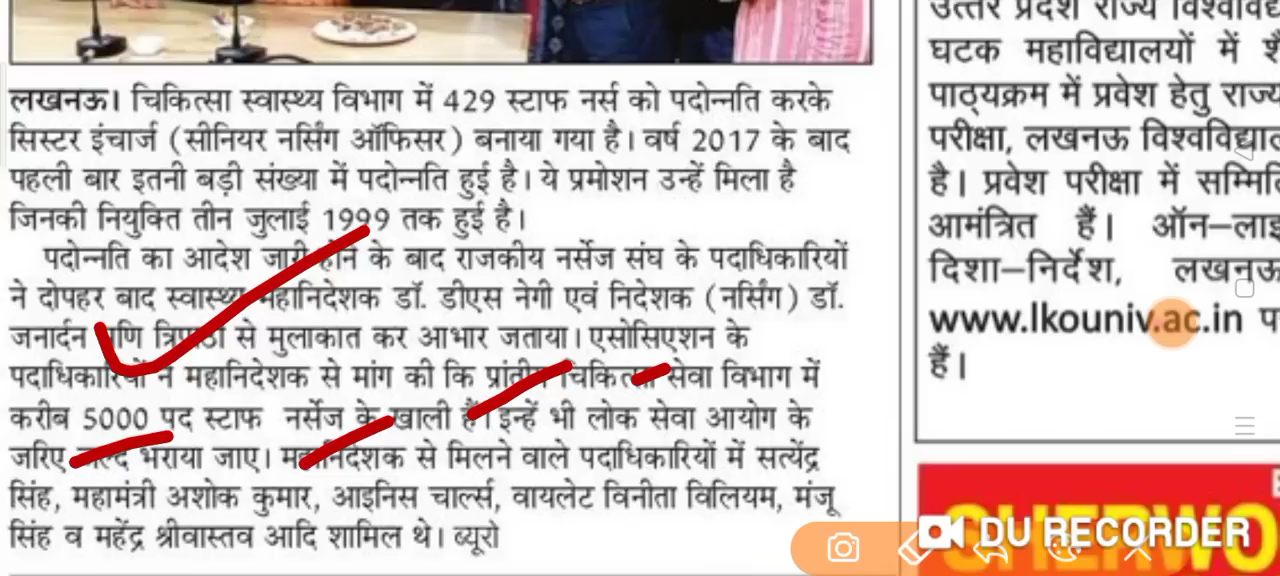 लखनऊ। चिकित्सा स्वास्थ्य विभाग में 429 स्टाफ नर्स को पदोन्नति करके
सिस्टर इंचार्ज (सीनियर नर्सिंग ऑफिसर) बनाया गया है। वर्ष 2017 के बाद
पहली बार इतनी बड़ी संख्या में पदोन्नति हुई है। ये प्रमोशन उन्हें मिला है
जिनकी नियुक्ति तीन जुलाई 1999 तक हुई है।
पदोन्नति का आदेश जारी होने के बाद राजकीय नर्सेज संघ के पदाधिकारियों
ने दोपहर बाद स्वास्थ्य महानिदेशक डॉ. डीएस नेगी एवं निदेशक (नर्सिंग) डॉ.
जनार्दन मणि त्रिपाठी से मुलाकात कर आभार जताया। एसोसिएशन के
पदाधिकारियों ने महानिदेशक से मांग की कि प्रांतीय चिकित्सा सेवा विभाग में
करीब 5000 पद स्टाफ नर्सेज के खाली हैं। इन्हें भी लोक सेवा आयोग के
जरिए जल्द भराया जाए। महानिदेशक से मिलने वाले पदाधिकारियों में सत्येंद्र
सिंह, महामंत्री अशोक कुमार, आइनिस चार्ल्स, वायलेट विनीता विलियम, मंजू
सिंह व महेंद्र श्रीवास्तव आदि शामिल थे। ब्यूरो
उत्तर प्रदेश राज्य
घटक महाविद्यालयों में
पाठ्यक्रम में प्रवेश हेतु राज्य
परीक्षा, लखनऊ
है। प्रवेश परीक्षा में
आमंत्रित हैं।
दिशा–निर्देश, लखनऊ
www.lkouniv.ac.in
हैं।
DU RECORDER